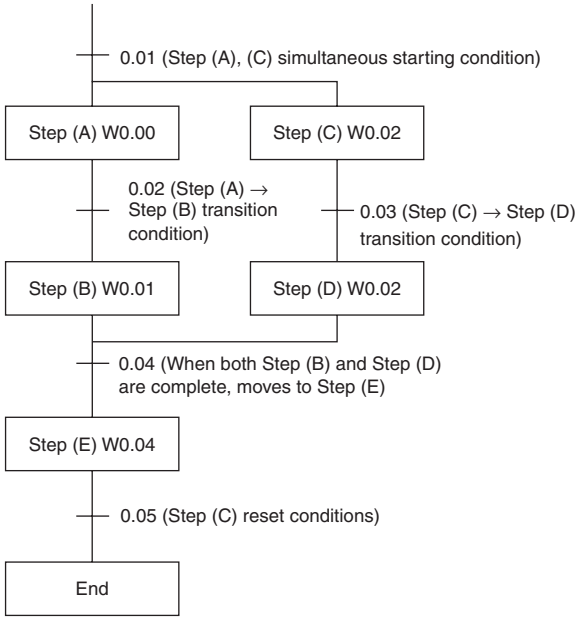 0.01 (Step (A), (C) simultaneous starting condition)
Step (A) W0.00
Step (C) W0.02
0.02 (Step (A) →
Step (B) transition
condition)
0.03 (Step (C) → Step (D)
transition condition)
Step (B) W0.01
Step (D) W0.02
0.04 (When both Step (B) and Step (D)
are complete, moves to Step (E)
Step (E) W0.04
0.05 (Step (C) reset conditions)
End